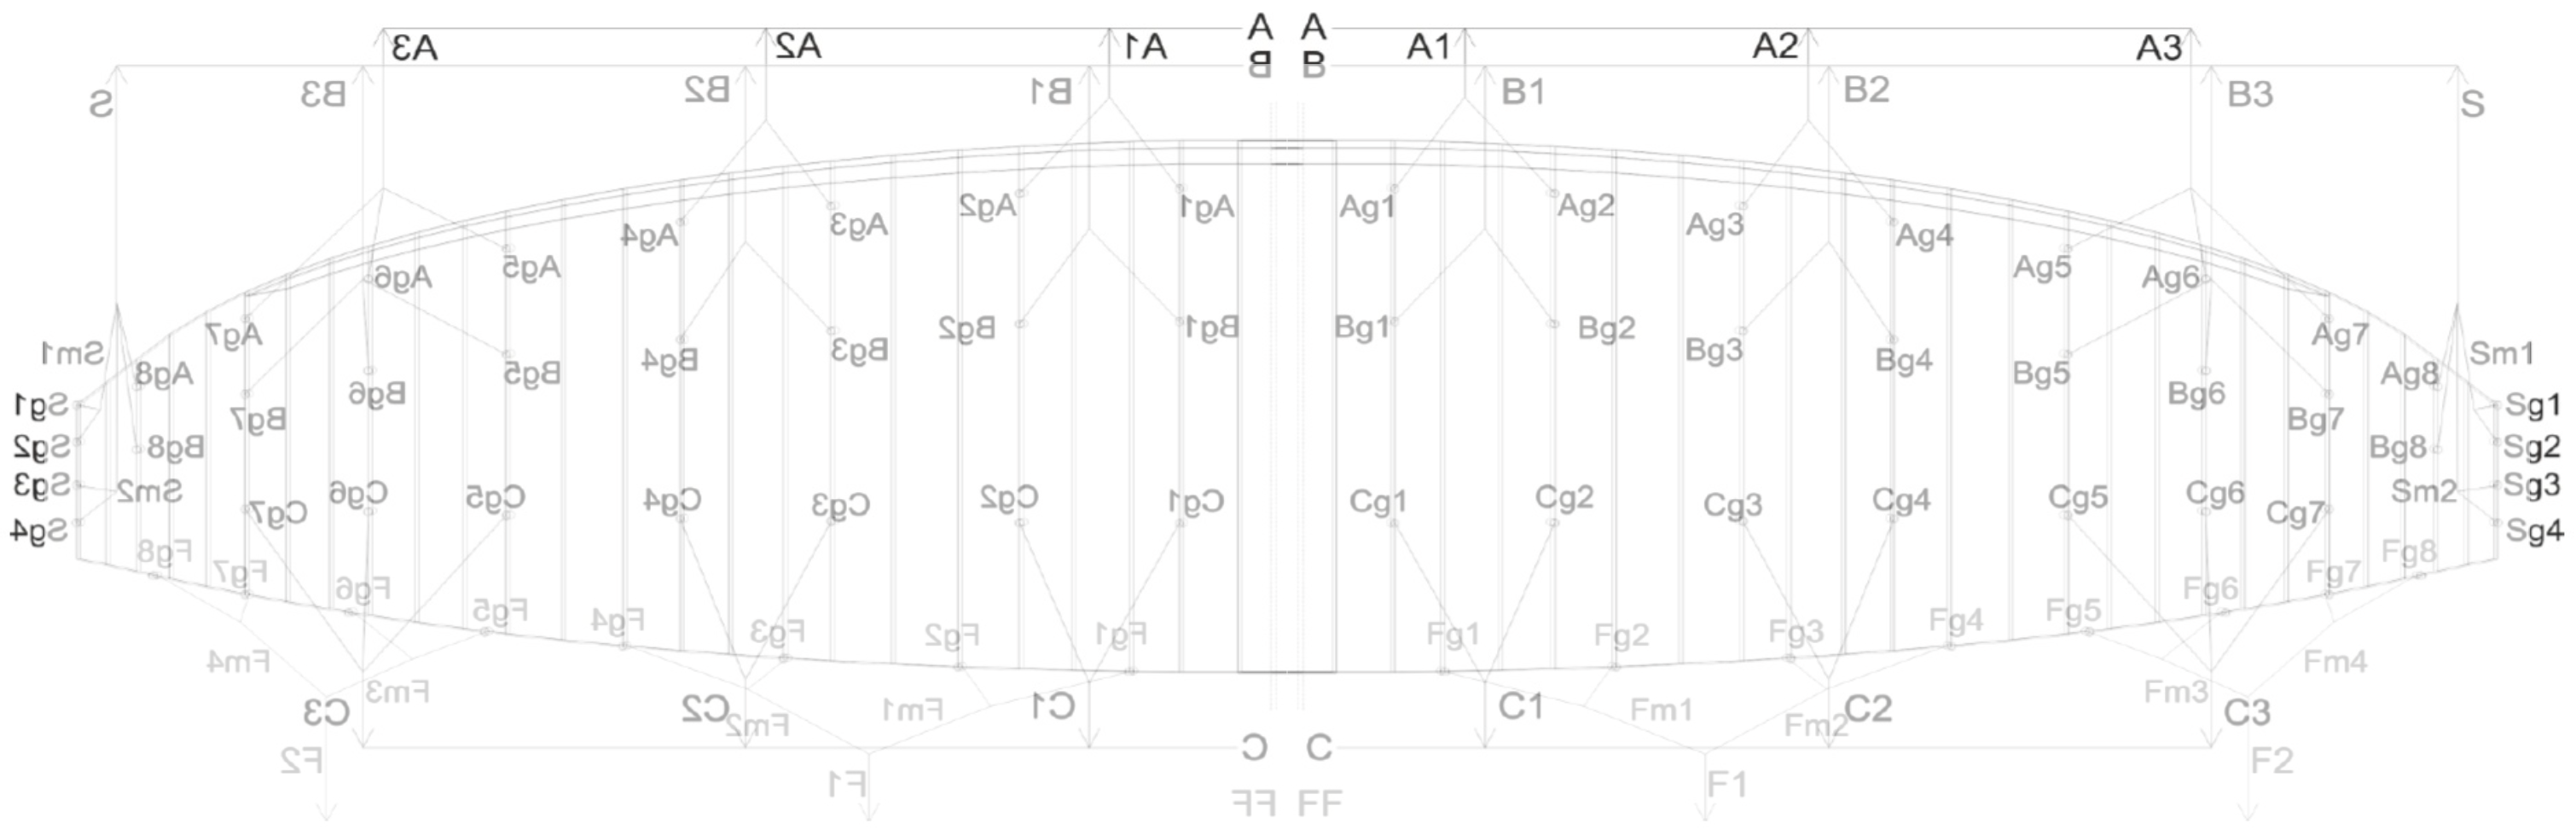 A3 A2 A1 A A A1 A2 A3
S B3 B2 B1 B B B1 B2 B3 S
Ag4 Ag3 Ag2 Ag1 Ag1 Ag2 Ag3 Ag4
Ag6 Ag5 Ag5 Ag6
Ag7 Bg4 Bg3 Bg2 Bg1 Bg1 Bg2 Bg3 Bg4 Ag7
Sm1 Ag8 Bg6 Bg5 Bg5 Bg6 Ag8 Sm1
Sg1 Bg7 Bg7 Sg1
Sg2 Bg8 Bg8 Sg2
Sg3 Sm2 Cg7 Cg6 Cg5 Cg4 Cg3 Cg2 Cg1 Cg1 Cg2 Cg3 Cg4 Cg5 Cg6 Cg7 Sm2 Sg3
Sg4 Sg4
Fg8 Fg7 Fg6 Fg5 Fg4 Fg3 Fg2 Fg1 Fg1 Fg2 Fg3 Fg4 Fg5 Fg6 Fg7 Fg8
Fm4 Fm3 Fm3 Fm4
C3 C2 Fm2 Fm1 C1 C1 Fm1 Fm2 C2 C3
F2 F1 C C F1 F2
FF FF